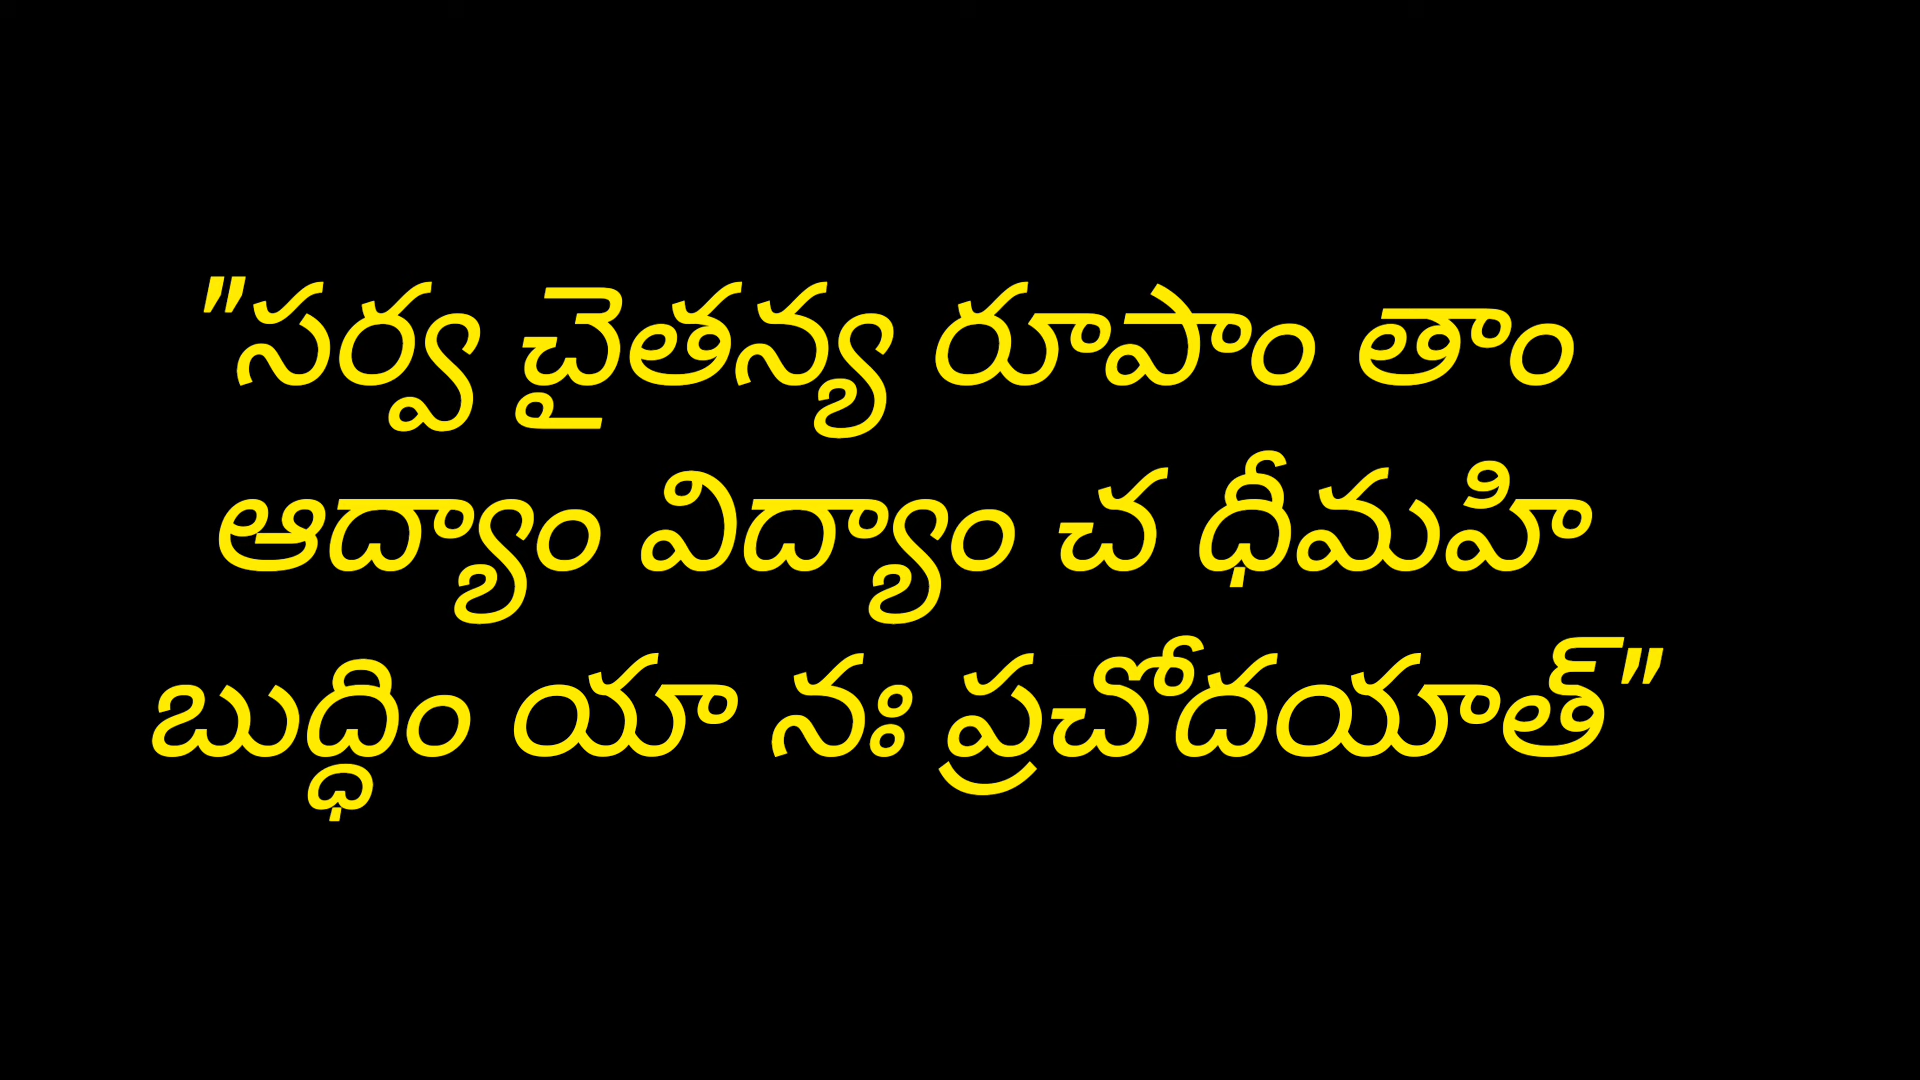 "సర్వ చైతన్య రూపాం తాం
ఆద్యాం విద్యాం చ ధీమహి
బుద్ధిం యా నః ప్రచోదయాత్"